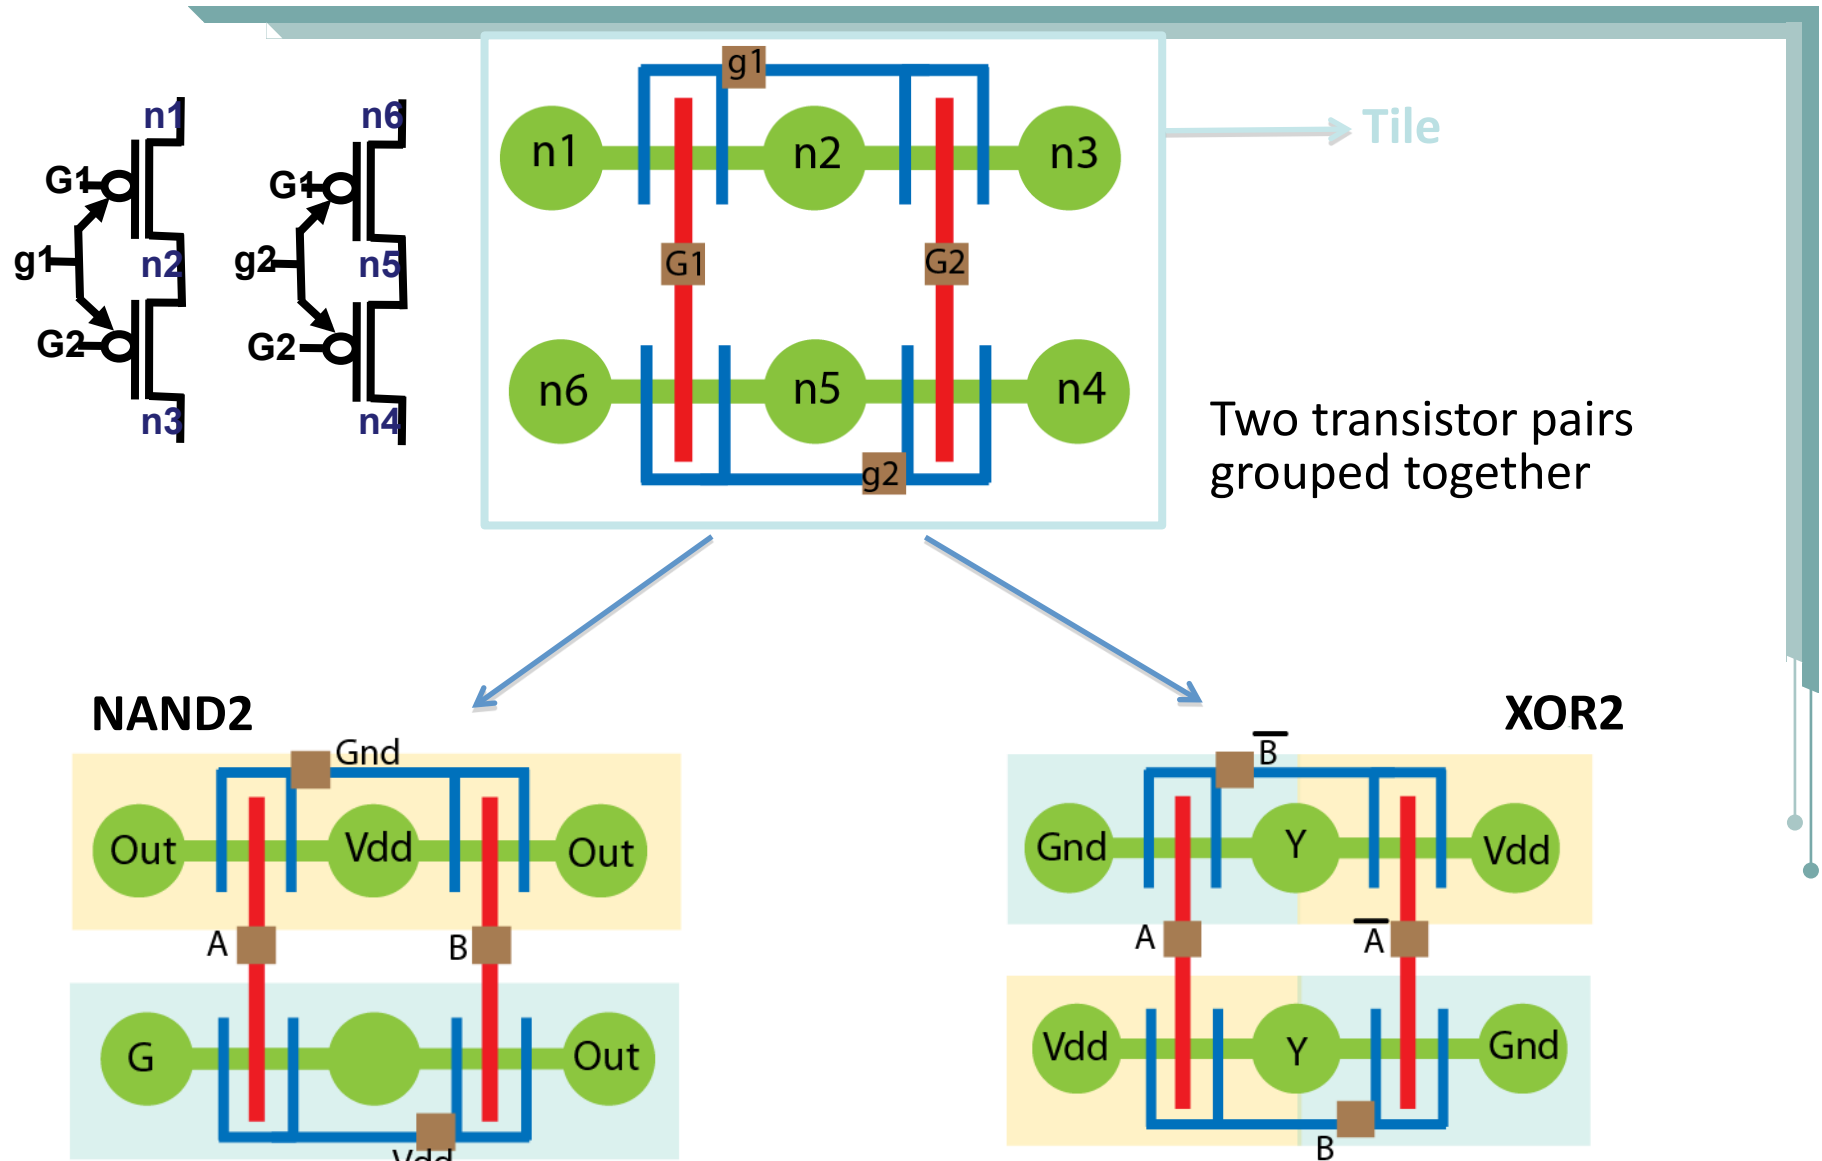 n1
G1
g1
n2
G2
n3
n6
G1
g2
n5
G2
n4
g1
n1
n2
n3
G1
G2
n6
n5
n4
g2
Tile
Two transistor pairs
grouped together
NAND2
Gnd
Out
Vdd
Out
A
B
G
Out
Vdd
XOR2
B̅
Gnd
Y
Vdd
A
A̅
Vdd
Y
Gnd
B